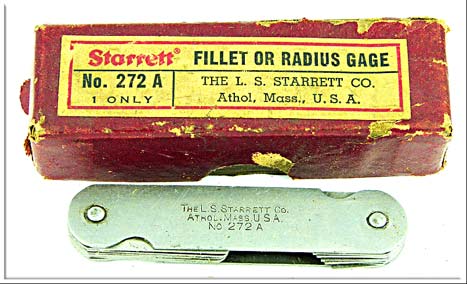 Starrett FILLET OR RADIUS GAGE
No. 272 A THE L. S. STARRETT CO.
1 ONLY Athol, Mass., U. S. A.
THE L.S. STARRETT CO.
ATHOL, MASS. U.S.A.
NO 272 A